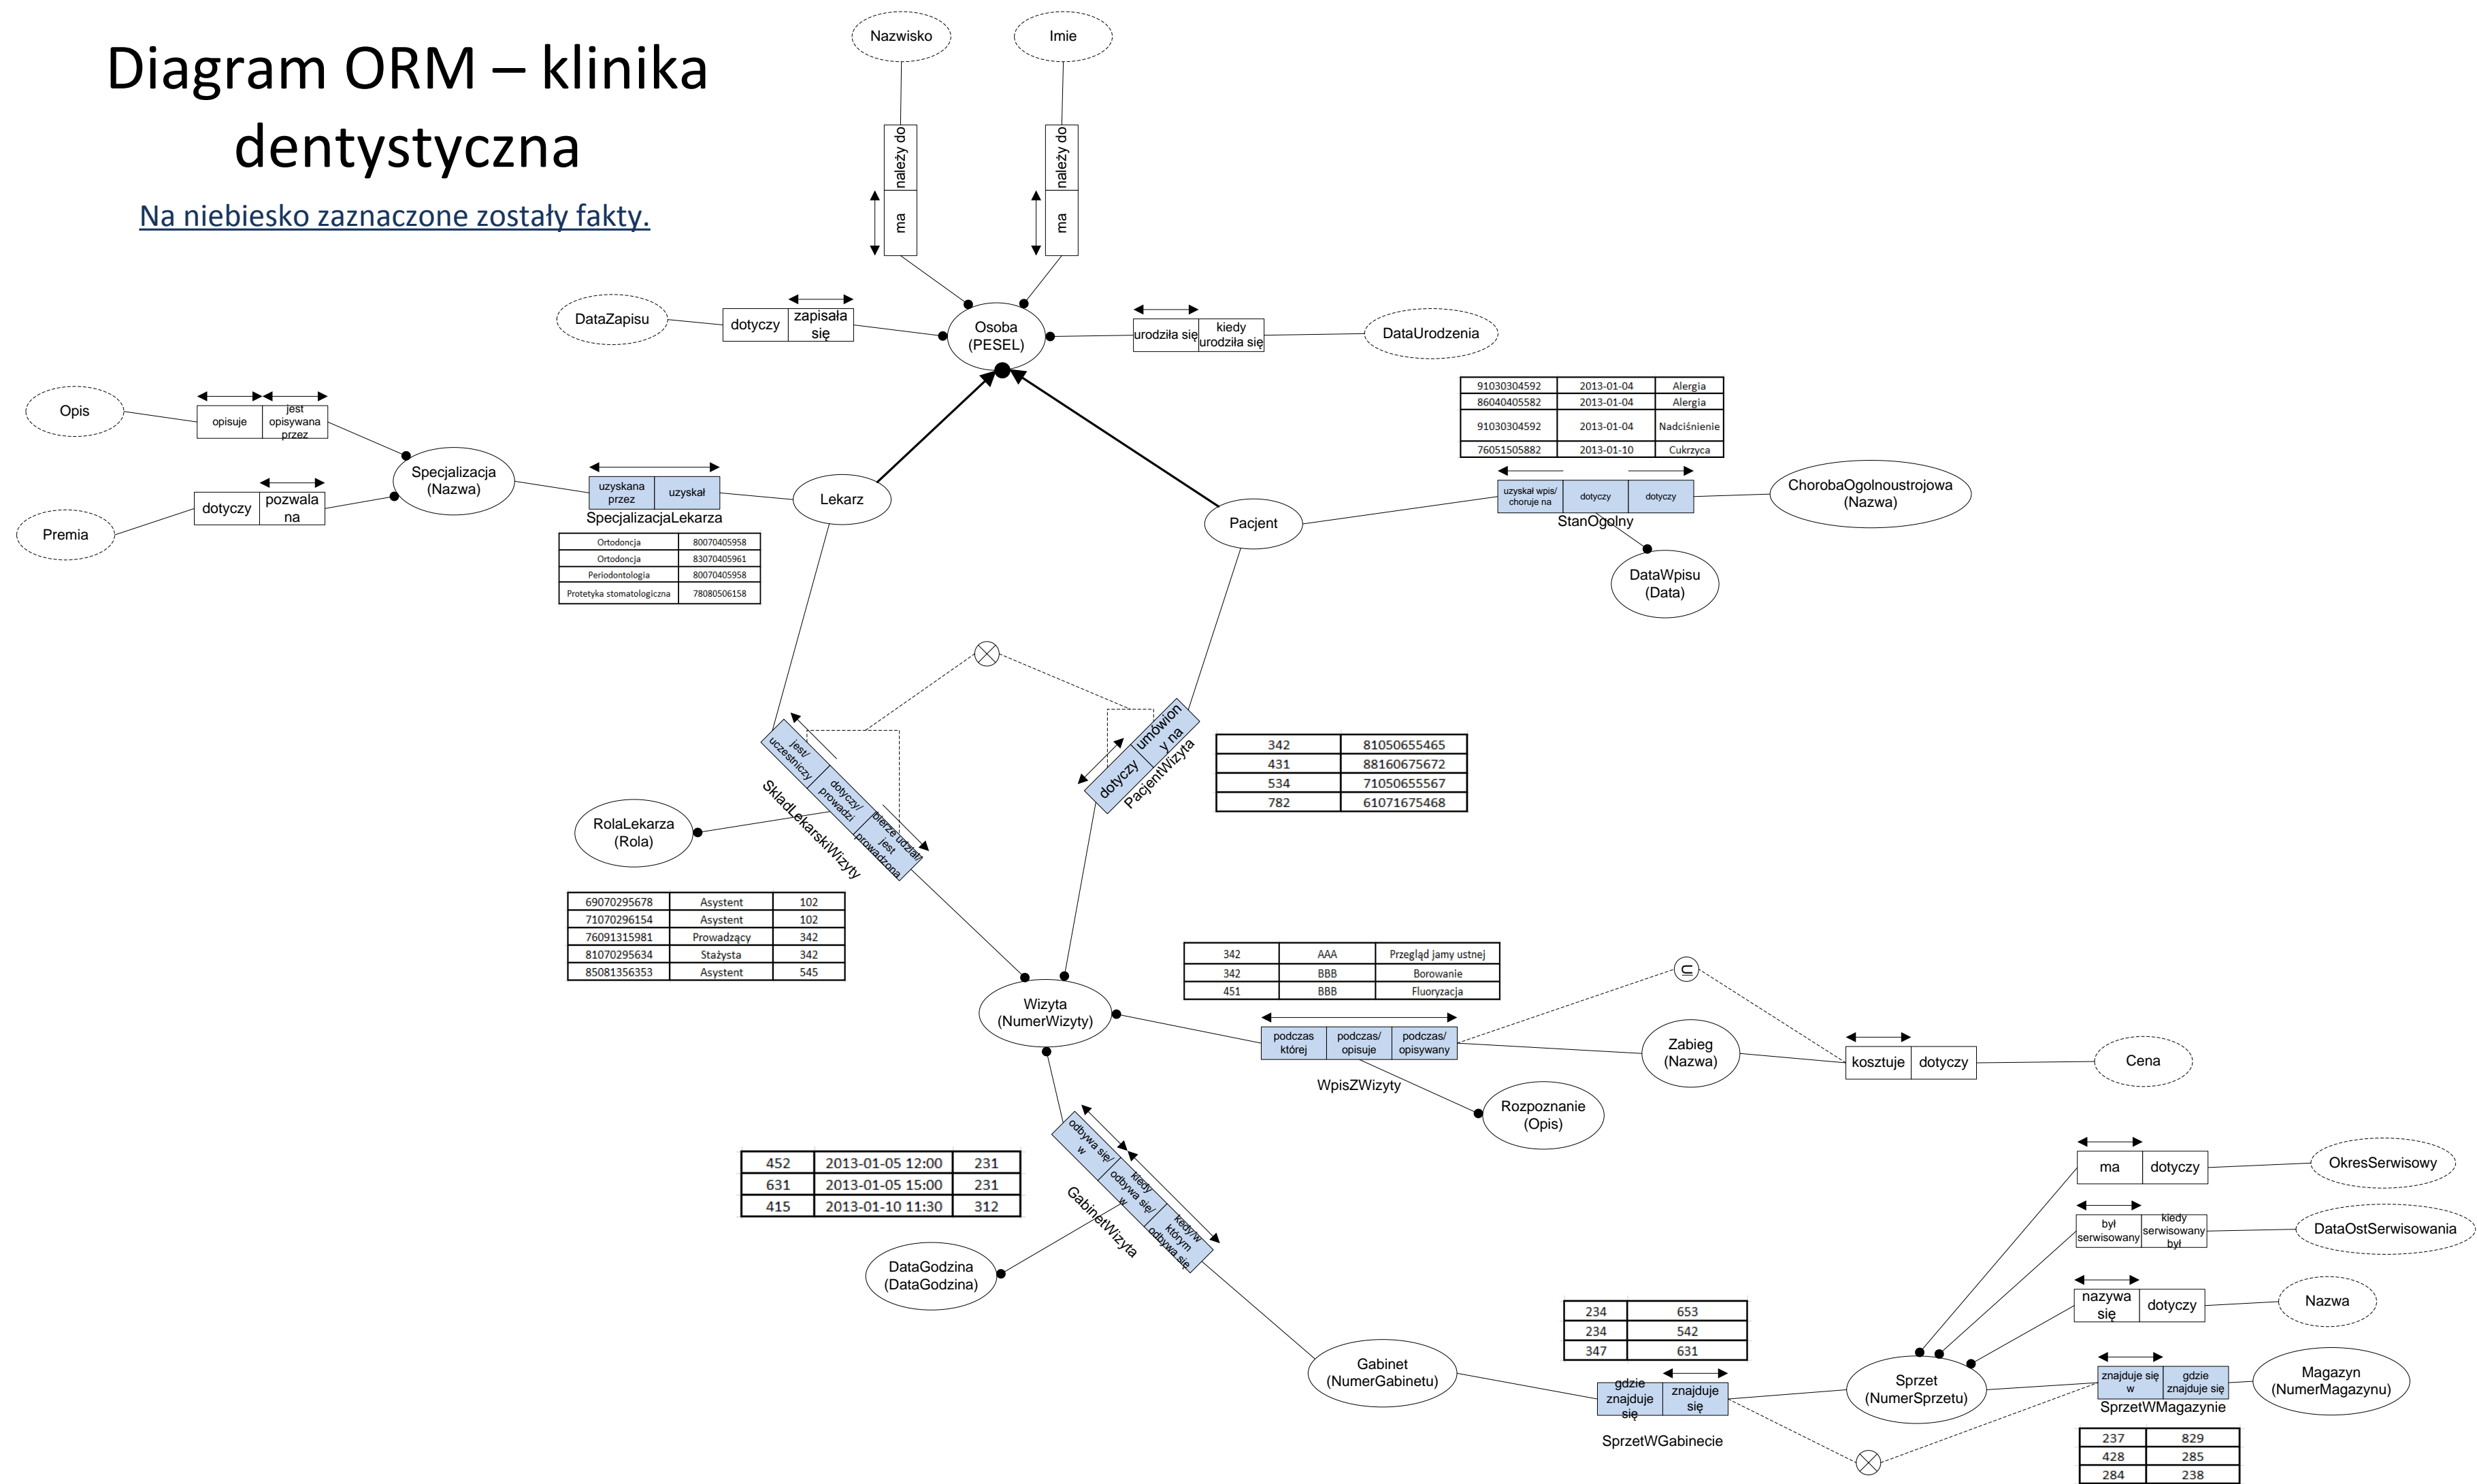 Diagram ORM – klinika
dentystyczna
Na niebiesko zaznaczone zostały fakty.
Nazwisko
Imie
należy do
ma
należy do
ma
DataZapisu
dotyczy
zapisała
się
Osoba
(PESEL)
urodziła się
kiedy
urodziła się
DataUrodzenia
Opis
opisuje
jest
opisywana
przez
Premia
dotyczy
pozwala
na
Specjalizacja
(Nazwa)
uzyskana
przez
uzyskał
SpecjalizacjaLekarza
Ortodoncja 80070405958
Ortodoncja 83070405961
Periodontologia 80070405958
Protetyka stomatologiczna 78080506158
Lekarz
Pacjent
91030304592 2013-01-04 Alergia
86040405582 2013-01-04 Alergia
91030304592 2013-01-04 Nadciśnienie
76051505882 2013-01-10 Cukrzyca
uzyskał wpis/
choruje na
dotyczy
dotyczy
StanOgolny
ChorobaOgolnoustrojowa
(Nazwa)
DataWpisu
(Data)
jest/
uczestniczy
dotyczy/
prowadzi
bierze udział/
jest
prowadzona
SkladLekarskiWizyty
dotyczy
umówion
y na
PacjentWizyta
342 81050655465
431 88160675672
534 71050655567
782 61071675468
RolaLekarza
(Rola)
69070295678 Asystent 102
71070296154 Asystent 102
76091315981 Prowadzący 342
81070295634 Stażysta 342
85081356353 Asystent 545
Wizyta
(NumerWizyty)
342 AAA Przegląd jamy ustnej
342 BBB Borowanie
451 BBB Fluoryzacja
podczas
której
podczas/
opisuje
podczas/
opisywany
WpisZWizyty
Rozpoznanie
(Opis)
⊆
Zabieg
(Nazwa)
kosztuje
dotyczy
Cena
452 2013-01-05 12:00 231
631 2013-01-05 15:00 231
415 2013-01-10 11:30 312
odbywa się/
w
kiedy
odbywa się/
w
kedy/w
którym
odbywa się
GabinetWizyta
DataGodzina
(DataGodzina)
Gabinet
(NumerGabinetu)
234 653
234 542
347 631
gdzie
znajduje
się
znajduje
się
SprzetWGabinecie
Sprzet
(NumerSprzetu)
ma
dotyczy
OkresSerwisowy
był
serwisowany
kiedy
serwisowany
był
DataOstSerwisowania
nazywa
się
dotyczy
Nazwa
znajduje się
w
gdzie
znajduje się
SprzetWMagazynie
Magazyn
(NumerMagazynu)
237 829
428 285
284 238